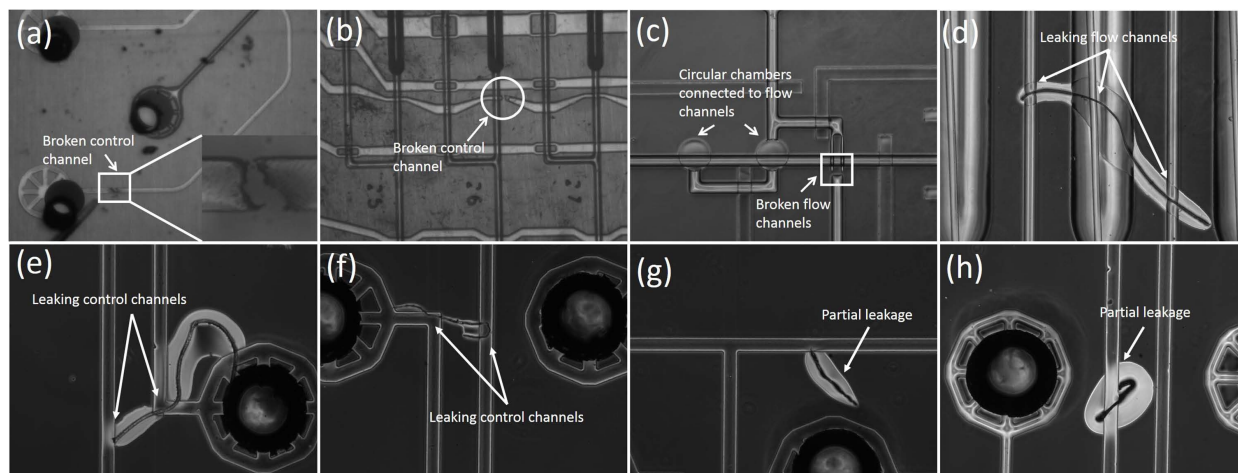 (a)
Broken control
channel
(b)
Broken control
channel
(c)
Circular chambers
connected to flow
channels
Broken flow
channels
(d)
Leaking flow channels
(e)
Leaking control channels
(f)
Leaking control channels
(g)
Partial leakage
(h)
Partial leakage